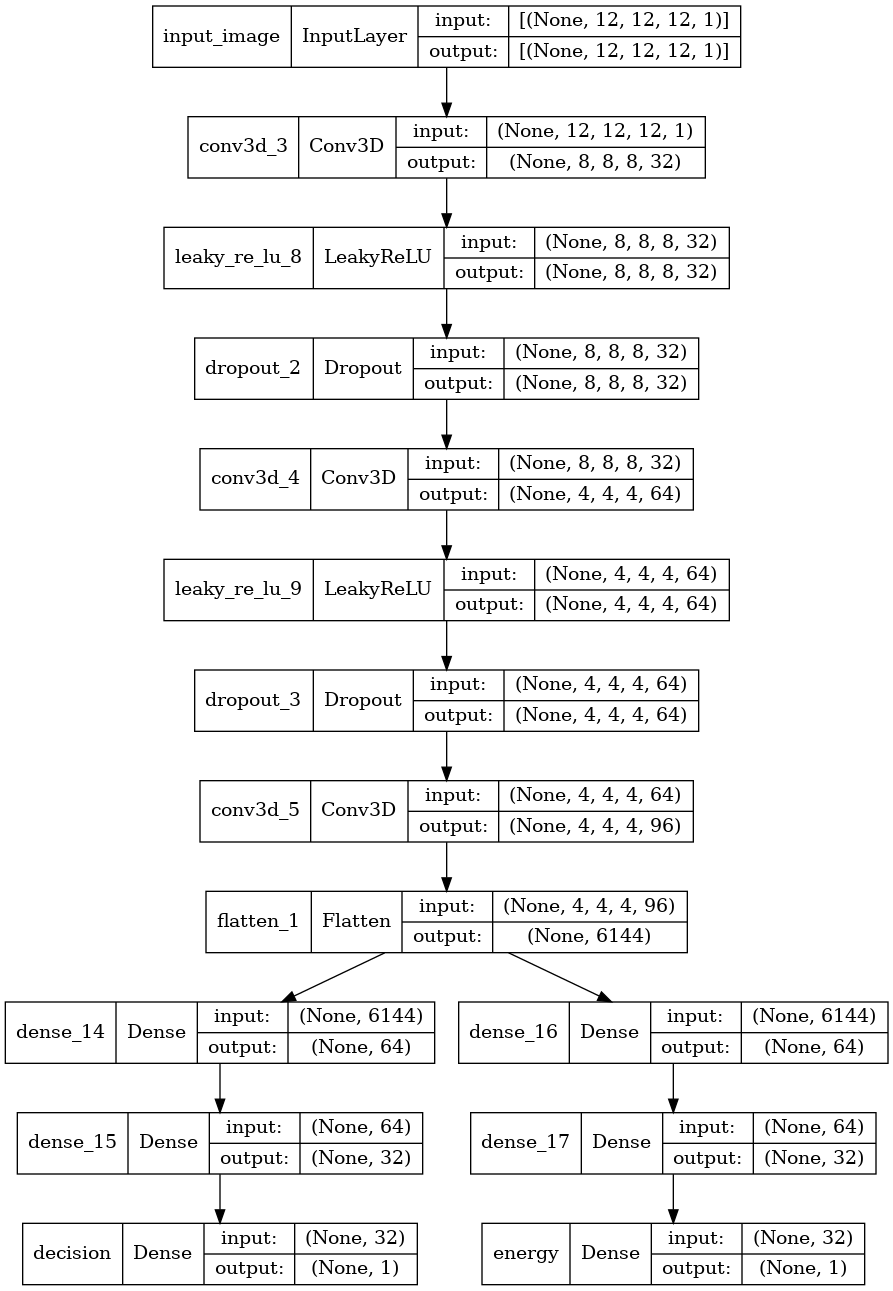 input_image InputLayer input: [(None, 12, 12, 12, 1)]
output: [(None, 12, 12, 12, 1)]
conv3d_3 Conv3D input: (None, 12, 12, 12, 1)
output: (None, 8, 8, 8, 32)
leaky_re_lu_8 LeakyReLU input: (None, 8, 8, 8, 32)
output: (None, 8, 8, 8, 32)
dropout_2 Dropout input: (None, 8, 8, 8, 32)
output: (None, 8, 8, 8, 32)
conv3d_4 Conv3D input: (None, 8, 8, 8, 32)
output: (None, 4, 4, 4, 64)
leaky_re_lu_9 LeakyReLU input: (None, 4, 4, 4, 64)
output: (None, 4, 4, 4, 64)
dropout_3 Dropout input: (None, 4, 4, 4, 64)
output: (None, 4, 4, 4, 64)
conv3d_5 Conv3D input: (None, 4, 4, 4, 64)
output: (None, 4, 4, 4, 96)
flatten_1 Flatten input: (None, 4, 4, 4, 96)
output: (None, 6144)
dense_14 Dense input: (None, 6144)
output: (None, 64)
dense_16 Dense input: (None, 6144)
output: (None, 64)
dense_15 Dense input: (None, 64)
output: (None, 32)
dense_17 Dense input: (None, 64)
output: (None, 32)
decision Dense input: (None, 32)
output: (None, 1)
energy Dense input: (None, 32)
output: (None, 1)